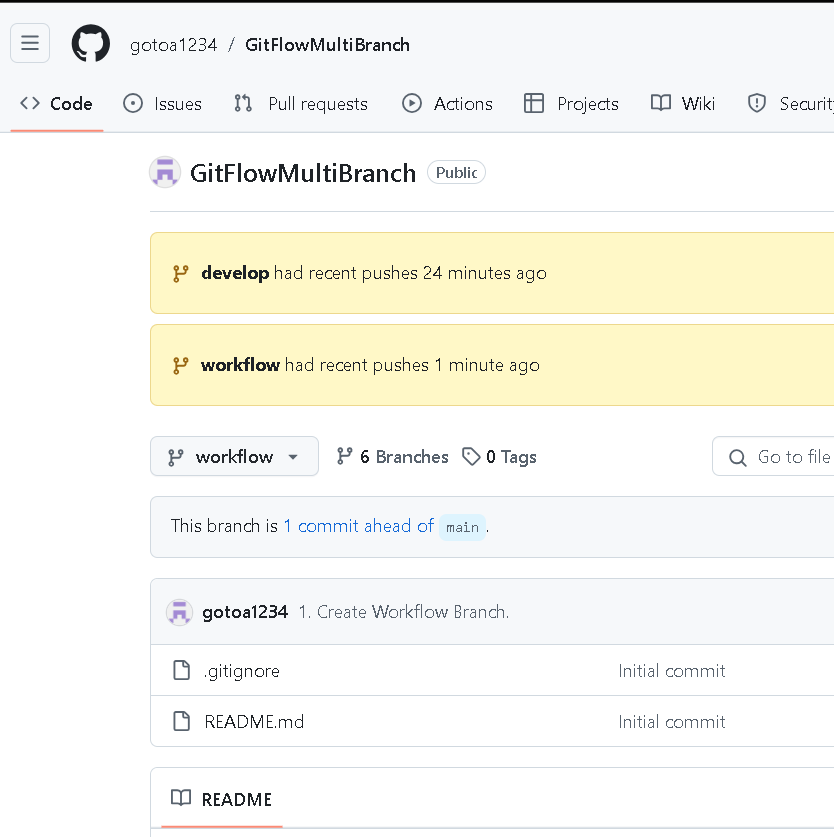 gotoa1234 / GitFlowMultiBranch
Code Issues Pull requests Actions Projects Wiki
GitFlowMultiBranch Public
develop had recent pushes 24 minutes ago
workflow had recent pushes 1 minute ago
workflow 6 Branches 0 Tags Go to file
This branch is 1 commit ahead of main .
gotoa1234 1. Create Workflow Branch.
.gitignore Initial commit
README.md Initial commit
README